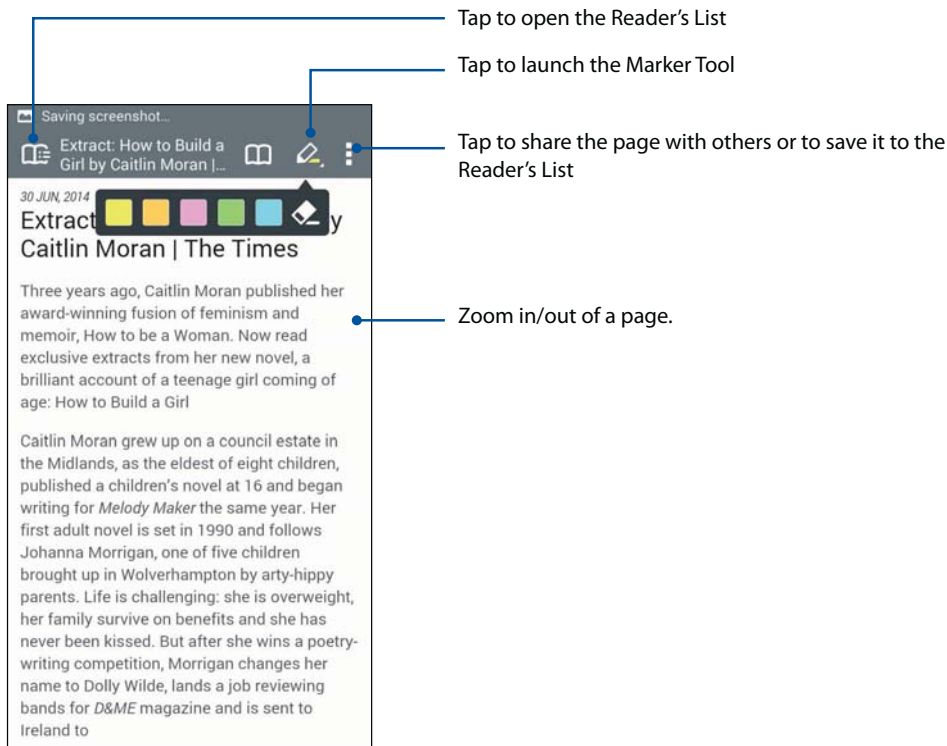 Tap to open the Reader's List
Tap to launch the Marker Tool
Tap to share the page with others or to save it to the
Reader's List
Saving screenshot...
Extract: How to Build a
Girl by Caitlin Moran |...
30 JUN, 2014
Extract y
Caitlin Moran | The Times
Three years ago, Caitlin Moran published her
award-winning fusion of feminism and
memoir, How to be a Woman. Now read
exclusive extracts from her new novel, a
brilliant account of a teenage girl coming of
age: How to Build a Girl
Zoom in/out of a page.
Caitlin Moran grew up on a council estate in
the Midlands, as the eldest of eight children,
published a children's novel at 16 and began
writing for Melody Maker the same year. Her
first adult novel is set in 1990 and follows
Johanna Morrigan, one of five children
brought up in Wolverhampton by arty-hippy
parents. Life is challenging: she is overweight,
her family survive on benefits and she has
never been kissed. But after she wins a poetry-
writing competition, Morrigan changes her
name to Dolly Wilde, lands a job reviewing
bands for D&ME magazine and is sent to
Ireland to